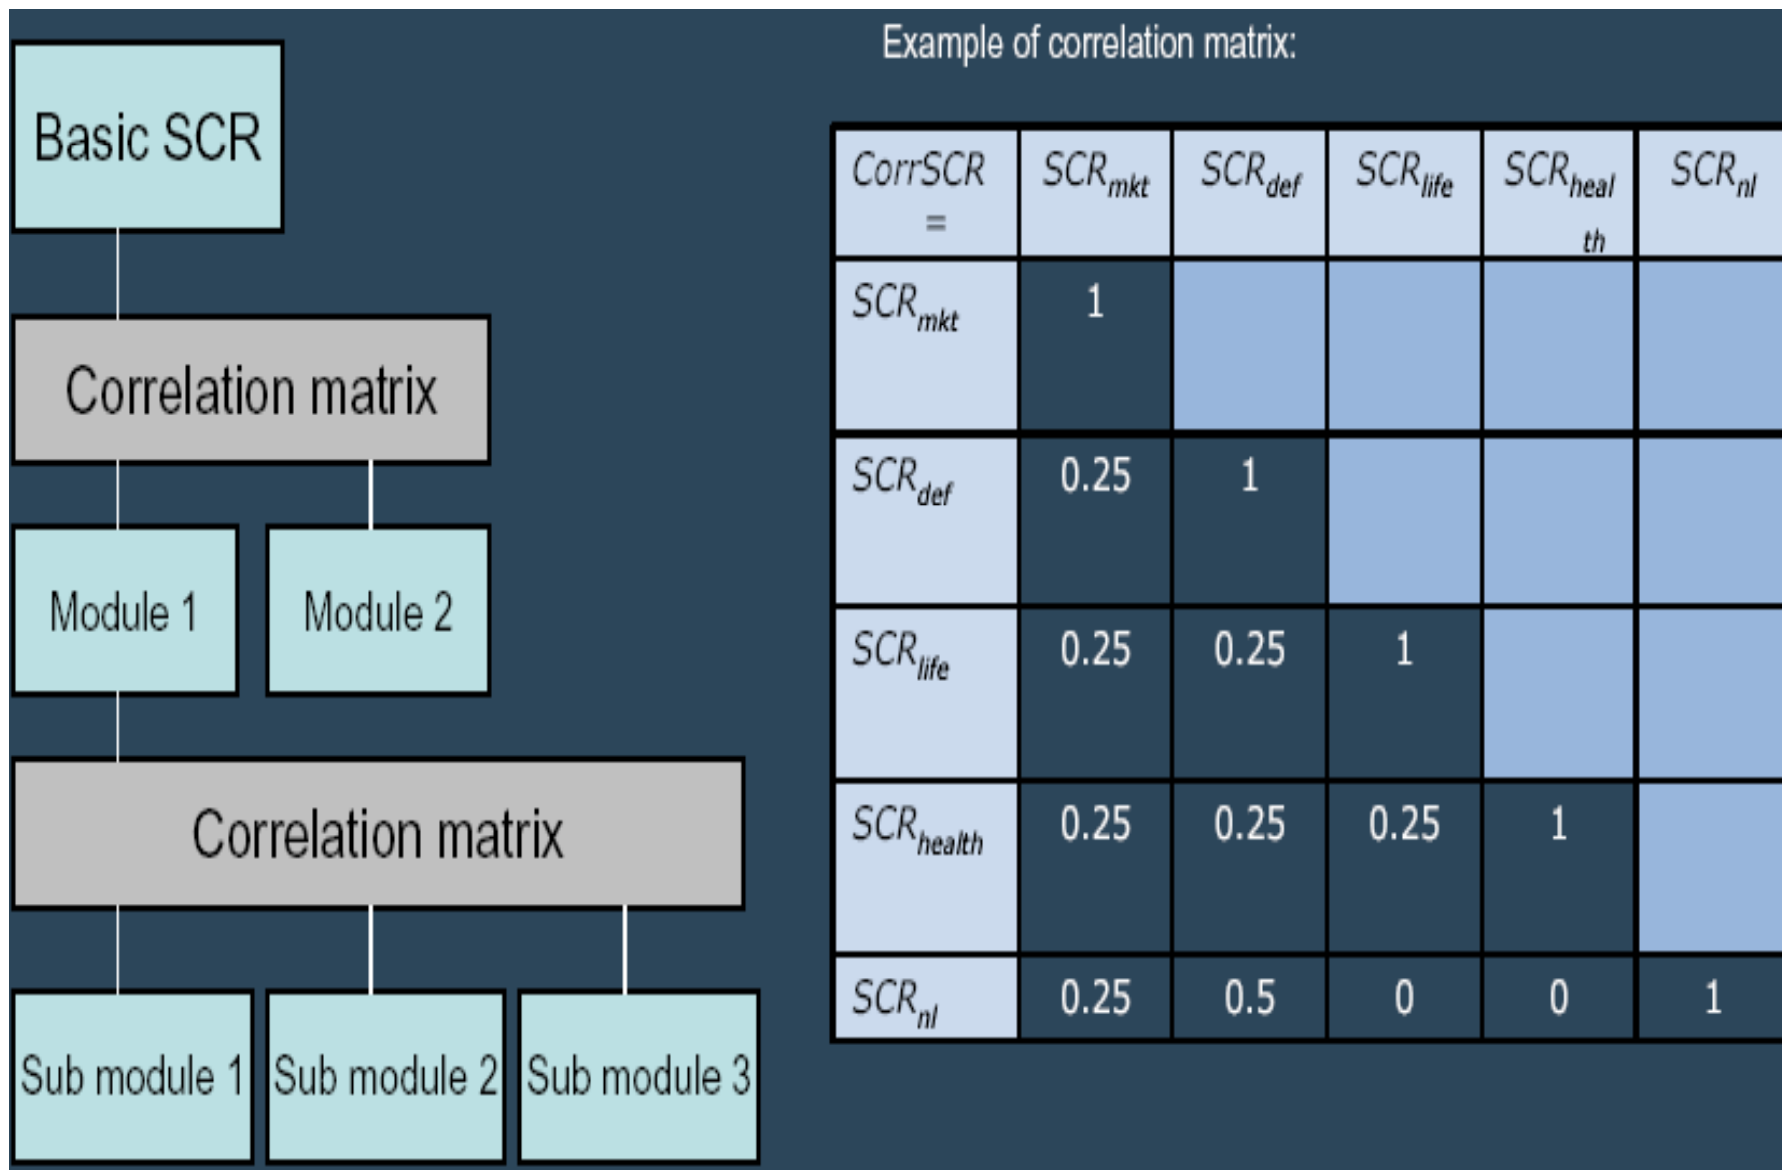 Example of correlation matrix:
Basic SCR
Correlation matrix
Module 1 Module 2
Correlation matrix
Sub module 1 Sub module 2 Sub module 3
CorrSCR = SCRmkt SCRdef SCRlife SCRhealth SCRnl
SCRmkt 1
SCRdef 0.25 1
SCRlife 0.25 0.25 1
SCRhealth 0.25 0.25 0.25 1
SCRnl 0.25 0.5 0 0 1